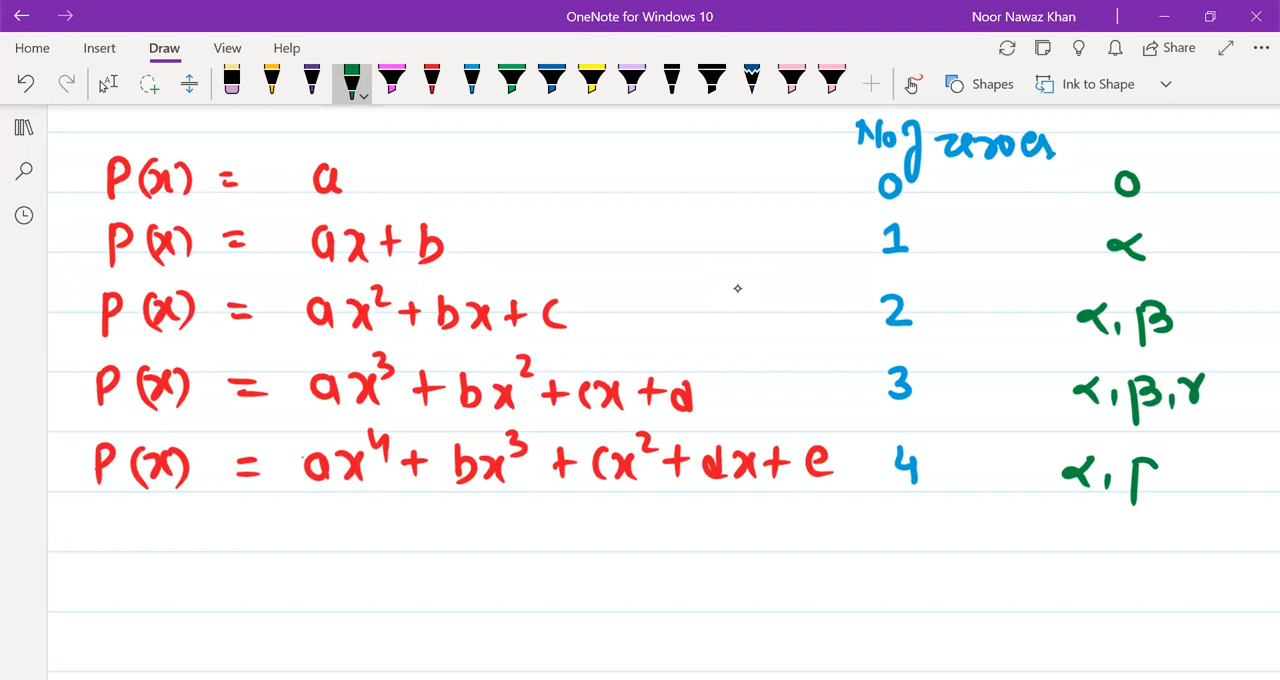 OneNote for Windows 10 Noor Nawaz Khan
Home Insert Draw View Help Share
Shapes Ink to Shape
No of zeroes
P(x) = a 0 0
P(x) = ax + b 1 α
P(x) = ax² + bx + c 2 α, β
P(x) = ax³ + bx² + cx + d 3 α, β, γ
P(x) = ax⁴ + bx³ + cx² + dx + e 4 α,